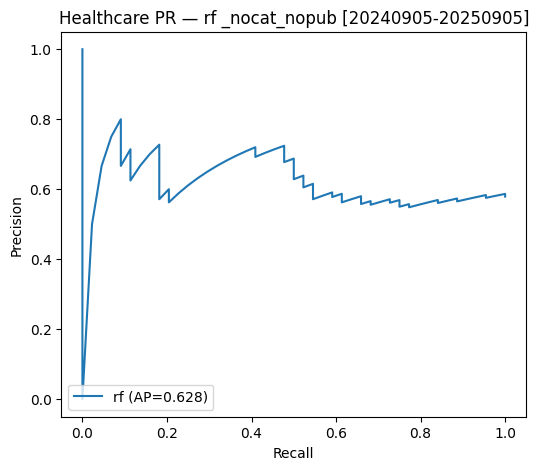 Healthcare PR — rf _nocat_nopub [20240905-20250905]
1.0
0.8
0.6
0.4
0.2
0.0
Precision
rf (AP=0.628)
0.0 0.2 0.4 0.6 0.8 1.0
Recall